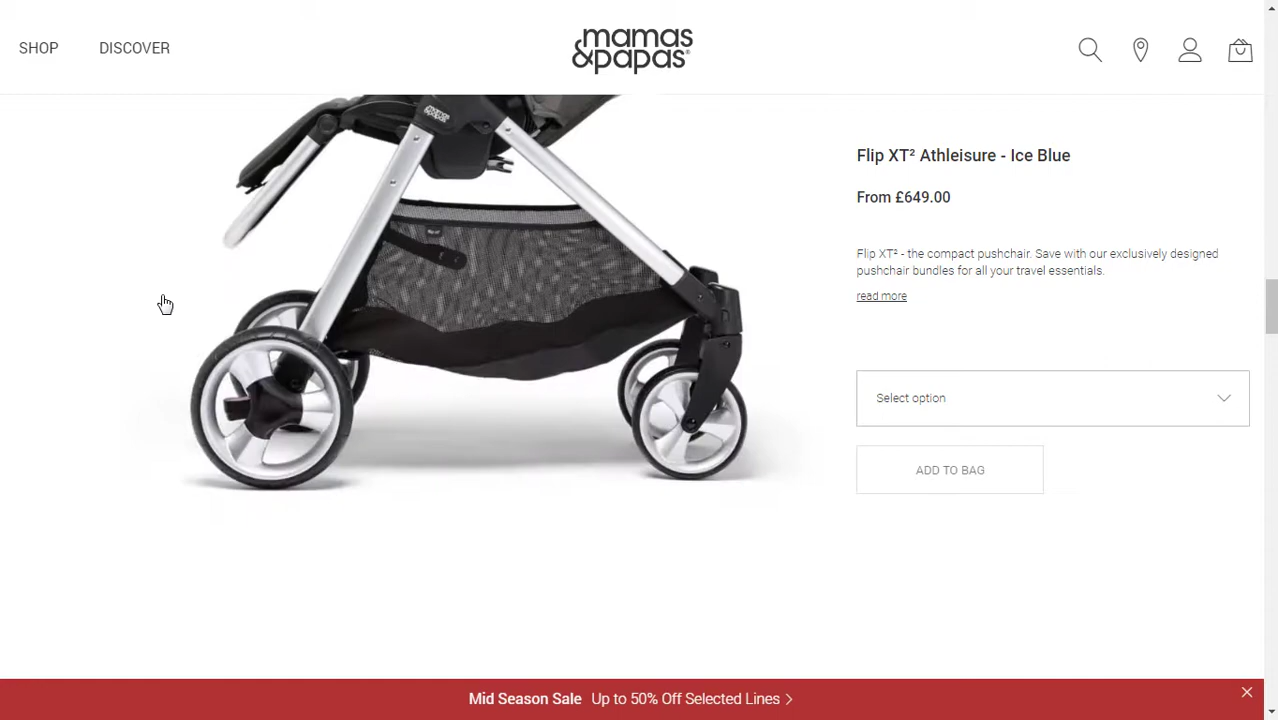 SHOP
DISCOVER
mamas
&papas
mamas
&papas
Flip XT² Athleisure - Ice Blue
From £649.00
Flip XT² - the compact pushchair. Save with our exclusively designed
pushchair bundles for all your travel essentials.
read more
Select option
ADD TO BAG
Mid Season Sale Up to 50% Off Selected Lines >